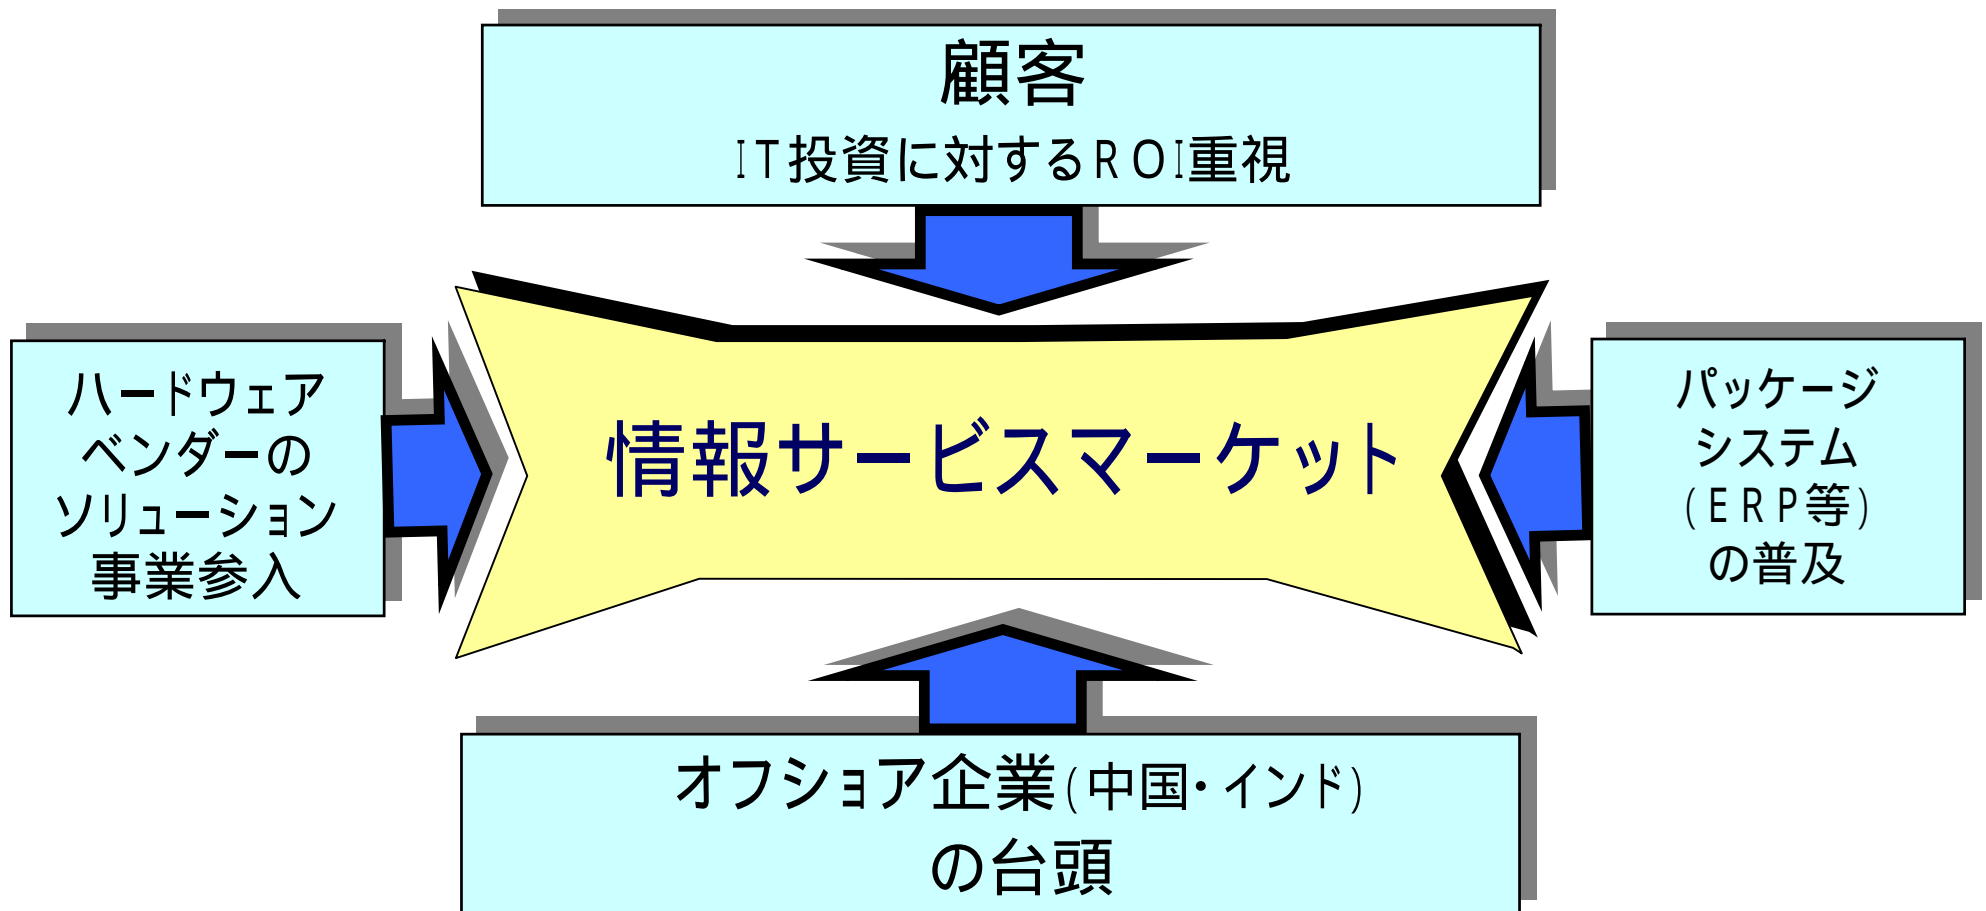 顧客
IT投資に対するROI重視
ハードウェア
ベンダーの
ソリューション
事業参入
情報サービスマーケット
パッケージ
システム
(ERP等)
の普及
オフショア企業(中国・インド)
の台頭